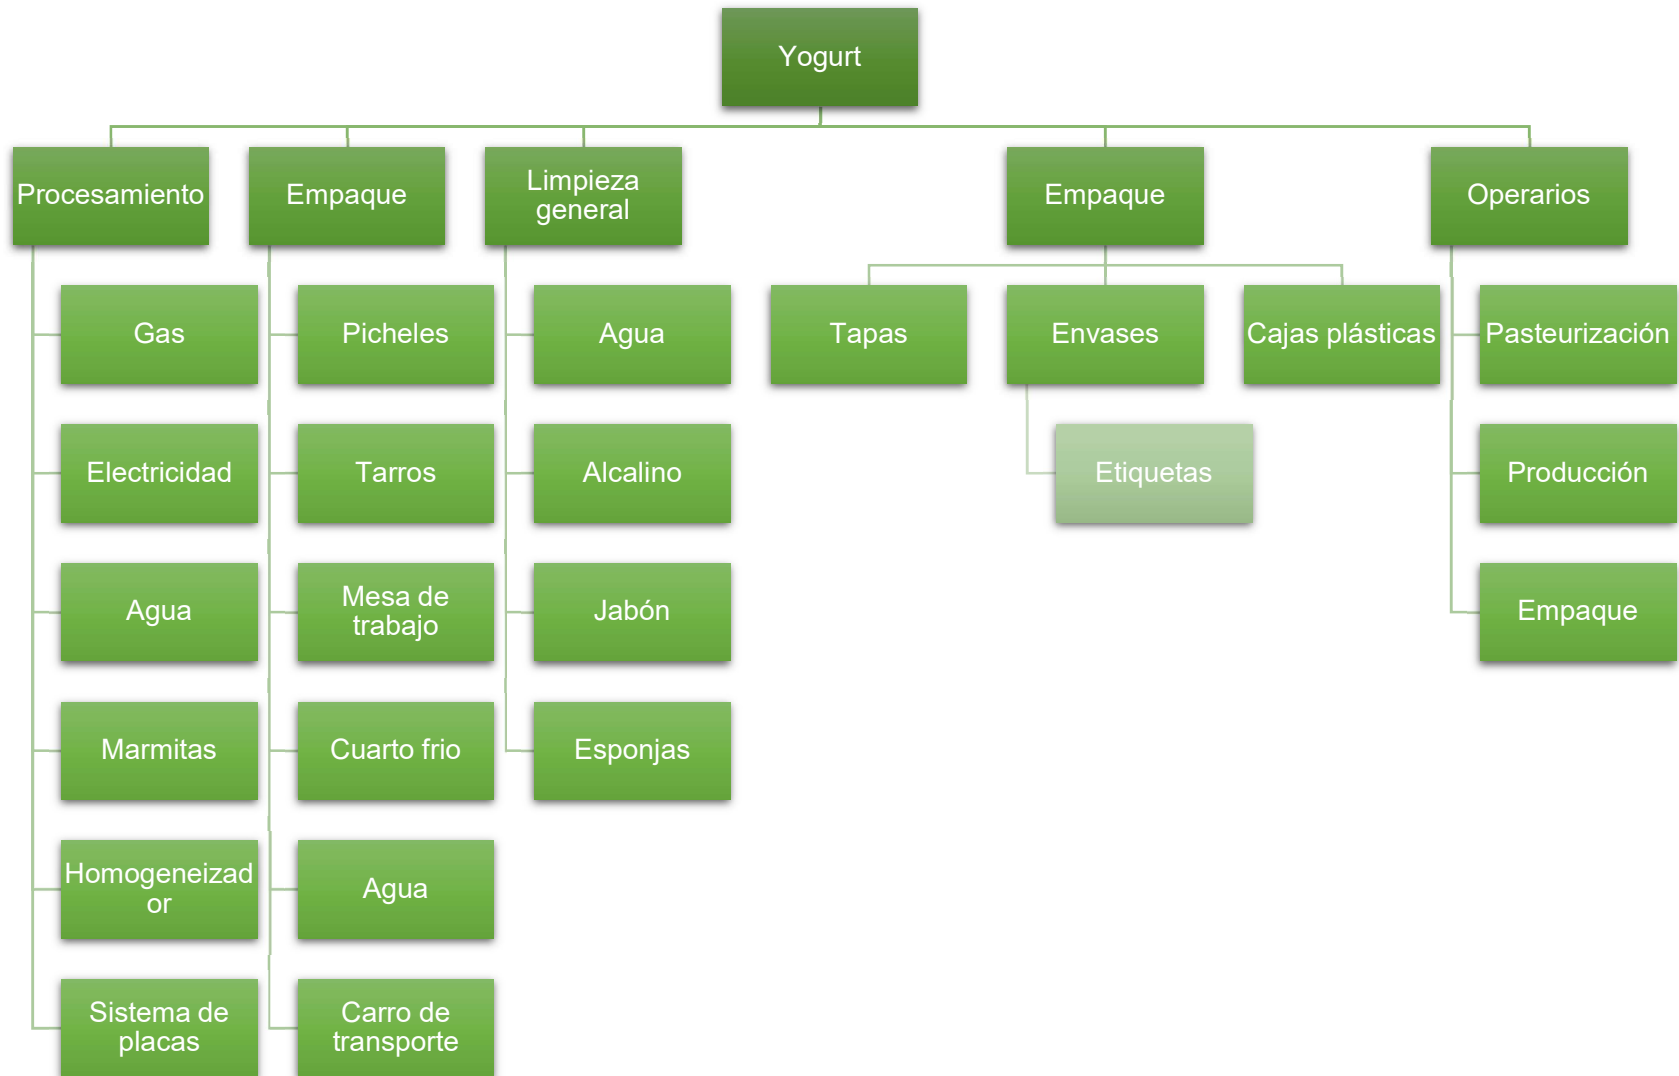 Yogurt
Procesamiento
Empaque
Limpieza
general
Empaque
Operarios
Gas
Picheles
Agua
Tapas
Envases
Cajas plásticas
Pasteurización
Electricidad
Tarros
Alcalino
Etiquetas
Producción
Agua
Mesa de
trabajo
Jabón
Empaque
Marmitas
Cuarto frio
Esponjas
Homogeneizad
or
Agua
Sistema de
placas
Carro de
transporte